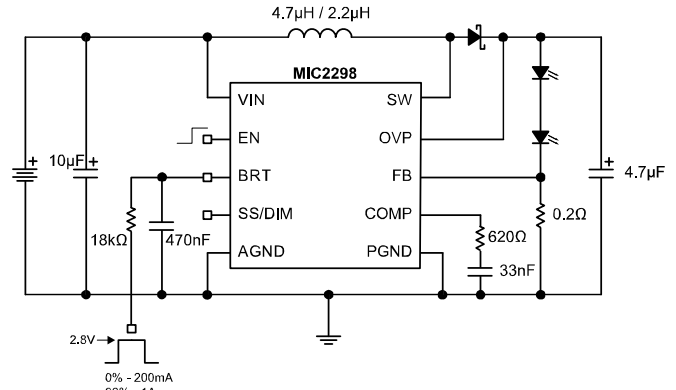 4.7µH / 2.2µH
MIC2298
VIN
SW
EN
OVP
10µF
BRT
FB
4.7µF
SS/DIM
COMP
0.2Ω
18kΩ
470nF
620Ω
AGND
PGND
33nF
2.8V
0% - 200mA